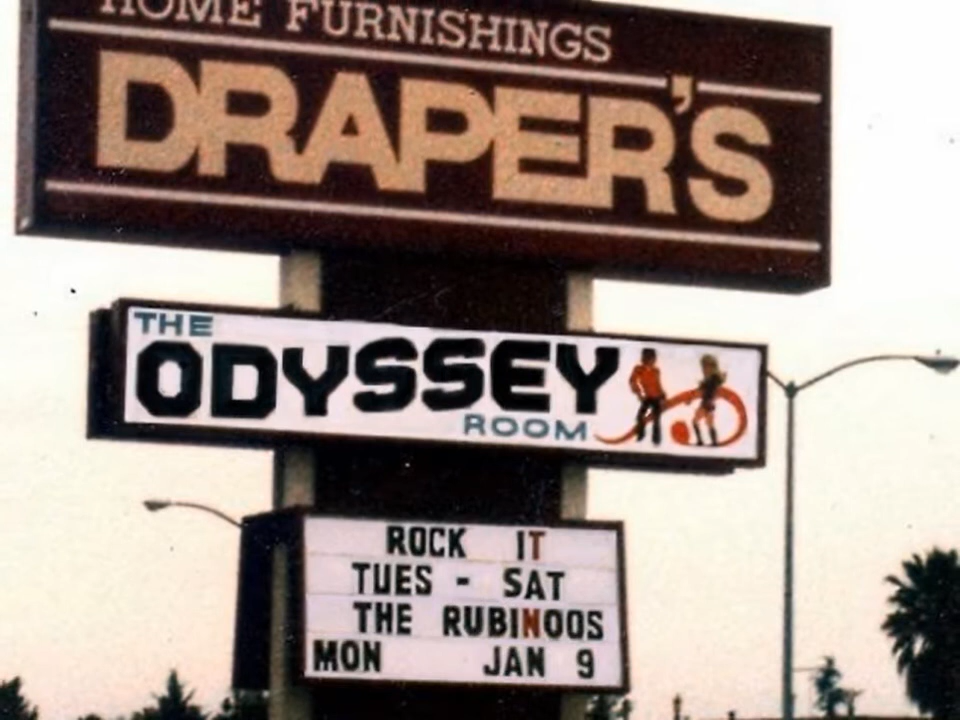 HOME FURNISHINGS
DRAPER'S
THE
ODYSSEY
ROOM
ROCK IT
TUES - SAT
THE RUBINOOS
MON JAN 9